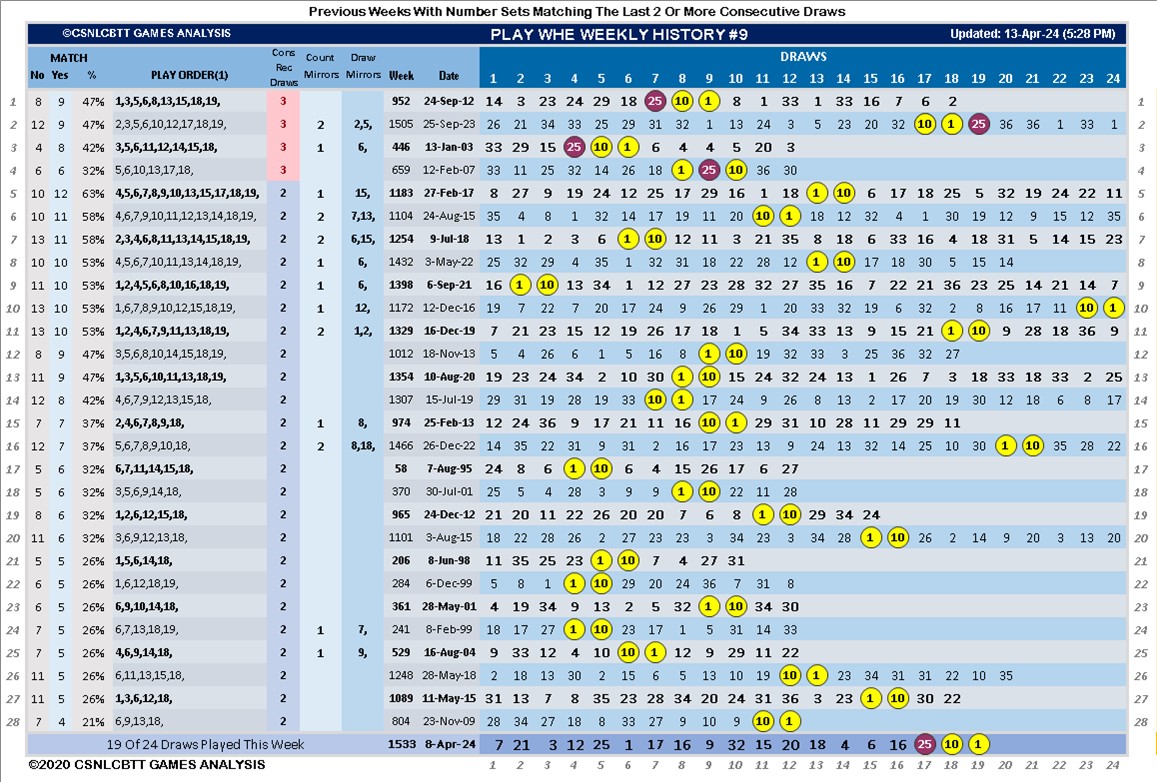 Previous Weeks With Number Sets Matching The Last 2 Or More Consecutive Draws
©CSNLCBTT GAMES ANALYSIS PLAY WHE WEEKLY HISTORY #9 Updated: 13-Apr-24 (5:28 PM)
MATCH Cons Rec Draws Count Mirrors Draw Mirrors DRAWS
No Yes % PLAY ORDER(1) Week Date 1 2 3 4 5 6 7 8 9 10 11 12 13 14 15 16 17 18 19 20 21 22 23 24
1 8 9 47% 1,3,5,6,8,13,15,18,19, 3 952 24-Sep-12 14 3 23 24 29 18 25 10 1 8 1 33 1 33 16 7 6 2 1
2 12 9 47% 2,3,5,6,10,12,17,18,19, 3 2 2,5, 1505 25-Sep-23 26 21 34 33 25 29 31 32 1 13 24 3 5 23 20 32 10 1 25 36 36 1 33 1 2
3 4 8 42% 3,5,6,11,12,14,15,18, 3 1 6, 446 13-Jan-03 33 29 15 25 10 1 6 4 4 5 20 3 3
4 6 6 32% 5,6,10,13,17,18, 3 659 12-Feb-07 33 11 25 32 14 26 18 1 25 10 36 30 4
5 10 12 63% 4,5,6,7,8,9,10,13,15,17,18,19, 2 1 15, 1183 27-Feb-17 8 27 9 19 24 12 25 17 29 16 1 18 1 10 5 6 17 18 25 5 32 19 24 22 11 5
6 10 11 58% 4,6,7,9,10,11,12,13,14,18,19, 2 2 7,13, 1104 24-Aug-15 35 4 8 1 32 14 17 19 11 20 10 1 18 12 32 4 1 30 19 12 9 15 12 35 6
7 13 11 58% 2,3,4,6,8,11,13,14,15,18,19, 2 2 6,15, 1254 9-Jul-18 13 1 2 3 6 1 10 12 11 3 21 35 8 18 6 33 16 4 18 31 5 14 15 23 7
8 10 10 53% 4,5,6,7,10,11,13,14,18,19, 2 1 6, 1432 3-May-22 25 32 29 4 35 1 32 31 18 22 28 12 1 10 17 18 30 5 15 14 8
9 11 10 53% 1,2,4,5,6,8,10,16,18,19, 2 1 6, 1398 6-Sep-21 16 1 10 13 34 1 12 27 23 28 32 27 35 16 7 22 21 36 23 25 14 21 14 7 9
10 13 10 53% 1,6,7,8,9,10,12,15,18,19, 2 1 12, 1172 12-Dec-16 19 7 22 7 20 17 24 9 26 29 1 20 33 32 19 6 32 2 8 16 17 11 10 1 10
11 13 10 53% 1,2,4,6,7,9,11,13,18,19, 2 2 1,2, 1329 16-Dec-19 7 21 23 15 12 19 26 17 18 1 5 34 33 13 9 15 21 1 10 9 28 18 36 9 11
12 8 9 47% 3,5,6,8,10,14,15,18,19, 2 1012 18-Nov-13 5 4 26 6 1 5 16 8 1 10 19 32 33 3 25 36 32 27 12
13 11 9 47% 1,3,5,6,10,11,13,18,19, 2 1354 10-Aug-20 19 23 24 34 2 10 30 1 10 15 24 32 24 13 1 26 7 3 18 33 18 33 2 25 13
14 12 8 42% 4,6,7,9,12,13,15,18, 2 1307 15-Jul-19 29 31 19 28 19 33 10 1 17 24 9 26 8 13 2 14 20 19 30 12 18 6 8 17 14
15 7 7 37% 2,4,6,7,8,9,18, 2 1 8, 974 25-Feb-13 12 24 36 9 17 21 11 16 10 1 29 31 10 28 11 29 29 11 15
16 12 7 37% 5,6,7,8,9,10,18, 2 2 8,18, 1466 26-Dec-22 14 35 22 31 9 31 2 16 17 23 13 9 24 13 32 14 25 10 30 1 10 35 28 22 16
17 5 6 32% 6,7,11,14,15,18, 2 58 7-Aug-95 24 8 6 1 10 6 4 15 26 17 6 27 17
18 5 6 32% 3,5,6,9,14,18, 2 370 30-Jul-01 25 5 4 28 3 9 9 1 10 22 11 28 18
19 8 6 32% 1,2,6,12,15,18, 2 965 24-Dec-12 21 20 11 22 26 20 20 7 6 8 1 10 29 34 24 19
20 11 6 32% 3,6,9,12,13,18, 2 1101 3-Aug-15 18 22 28 26 2 27 23 23 3 34 23 3 34 28 1 10 26 2 14 9 20 3 13 20 20
21 6 5 26% 1,5,6,14,18, 2 206 8-Jun-98 11 35 25 23 1 10 7 4 27 31 21
22 6 5 26% 1,6,12,18,19, 2 284 6-Dec-99 5 8 1 1 10 29 20 24 36 7 31 8 22
23 6 5 26% 6,9,10,14,18, 2 361 28-May-01 4 19 34 9 13 2 5 32 1 10 34 30 23
24 7 5 26% 6,7,13,18,19, 2 1 7, 241 8-Feb-99 18 17 27 1 10 23 17 1 5 31 14 33 24
25 7 5 26% 4,6,9,14,18, 2 1 9, 529 16-Aug-04 9 33 12 4 10 10 1 12 9 29 11 22 25
26 11 5 26% 6,11,13,15,18, 2 1248 28-May-18 2 18 13 30 2 15 6 5 13 10 19 10 1 23 34 31 31 22 10 35 26
27 11 5 26% 1,3,6,12,18, 2 1089 11-May-15 31 13 7 8 35 23 28 34 20 24 31 36 3 23 1 10 30 22 27
28 7 4 21% 6,9,13,18, 2 804 23-Nov-09 28 34 27 18 8 33 27 9 10 9 10 1 28
19 Of 24 Draws Played This Week 1533 8-Apr-24 7 21 3 12 25 1 17 16 9 32 15 20 18 4 6 16 25 10 1
©2020 CSNLCBTT GAMES ANALYSIS 1 2 3 4 5 6 7 8 9 10 11 12 13 14 15 16 17 18 19 20 21 22 23 24